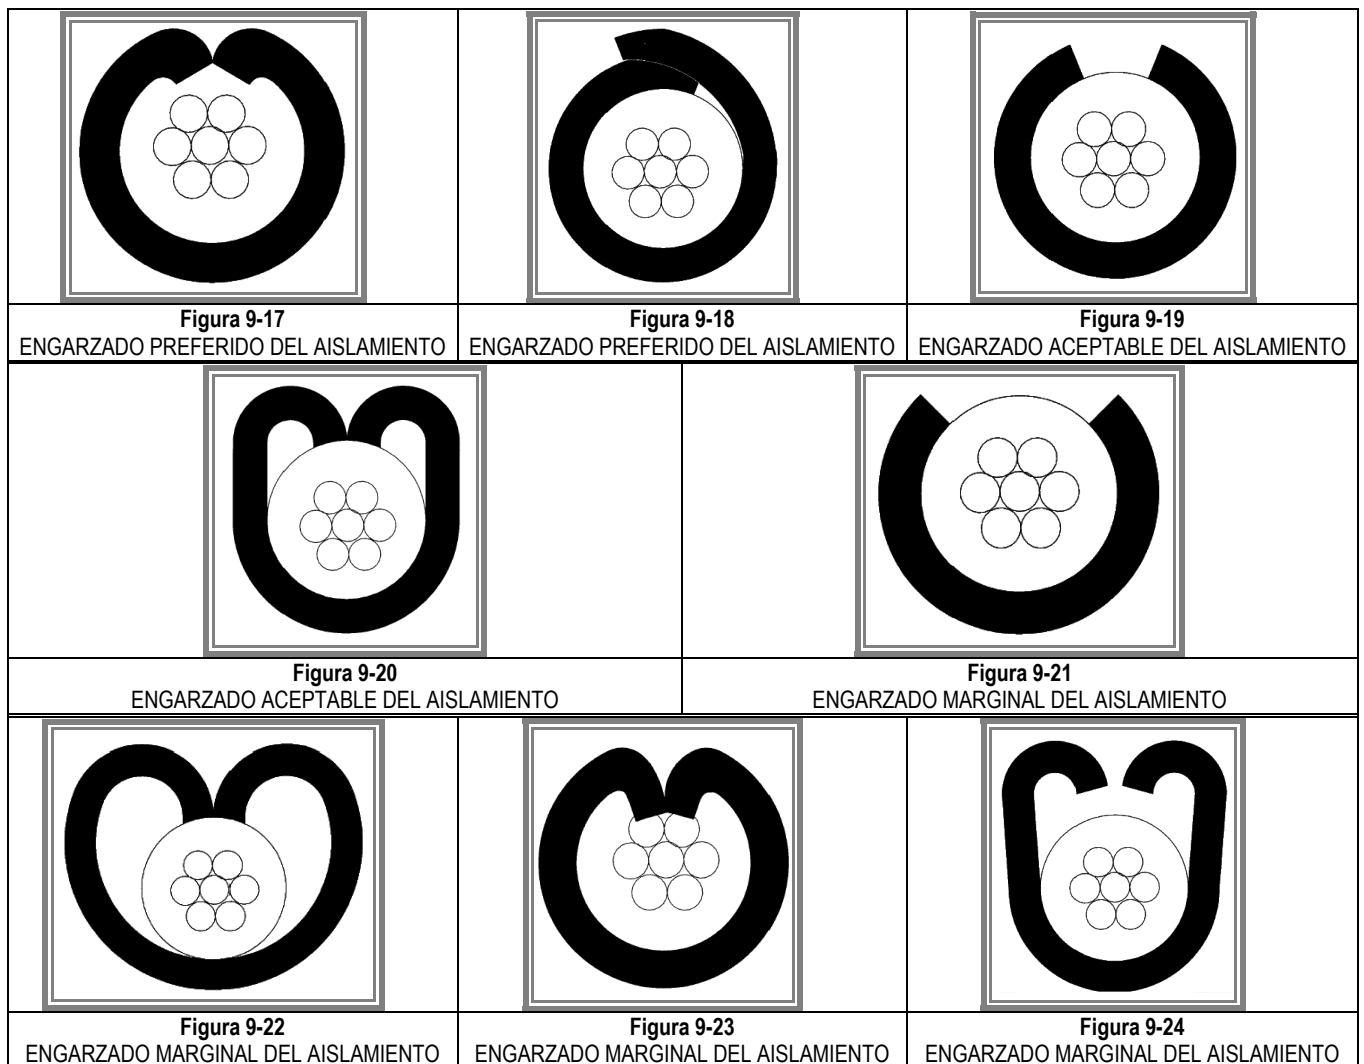 Figura 9-17
ENGARZADO PREFERIDO DEL AISLAMIENTO
Figura 9-18
ENGARZADO PREFERIDO DEL AISLAMIENTO
Figura 9-19
ENGARZADO ACEPTABLE DEL AISLAMIENTO
Figura 9-20
ENGARZADO ACEPTABLE DEL AISLAMIENTO
Figura 9-21
ENGARZADO MARGINAL DEL AISLAMIENTO
Figura 9-22
ENGARZADO MARGINAL DEL AISLAMIENTO
Figura 9-23
ENGARZADO MARGINAL DEL AISLAMIENTO
Figura 9-24
ENGARZADO MARGINAL DEL AISLAMIENTO